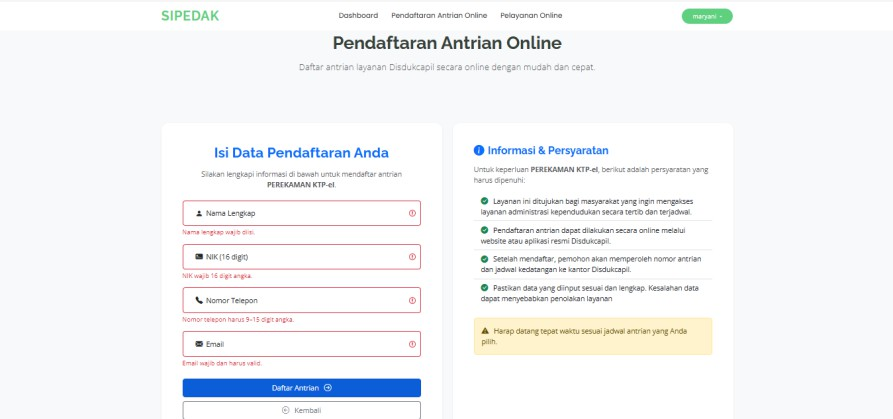 SIPEDAK
Dashboard
Pendaftaran Antrian Online
Pelayanan Online
maryani
Pendaftaran Antrian Online
Daftar antrian layanan Disdukcapil secara online dengan mudah dan cepat.
Isi Data Pendaftaran Anda
Silakan lengkapi informasi di bawah untuk mendaftar antrian
PEREKAMAN KTP-el.
Nama Lengkap
Nama lengkap wajib diisi.
NIK (16 digit)
NIK wajib 16 digit angka.
Nomor Telepon
Nomor telepon harus 9–15 digit angka.
Email
Email wajib dan harus valid.
Daftar Antrian
Kembali
Informasi & Persyaratan
Untuk keperluan PEREKAMAN KTP-el, berikut adalah persyaratan yang
harus dipenuhi:
Layanan ini ditujukan bagi masyarakat yang ingin mengakses
layanan administrasi kependudukan secara tertib dan terjadwal.
Pendaftaran antrian dapat dilakukan secara online melalui
website atau aplikasi resmi Disdukcapil.
Setelah mendaftar, pemohon akan memperoleh nomor antrian
dan jadwal kedatangan ke kantor Disdukcapil.
Pastikan data yang diinput sesuai dan lengkap. Kesalahan data
dapat menyebabkan penolakan layanan
Harap datang tepat waktu sesuai jadwal antrian yang Anda
pilih.